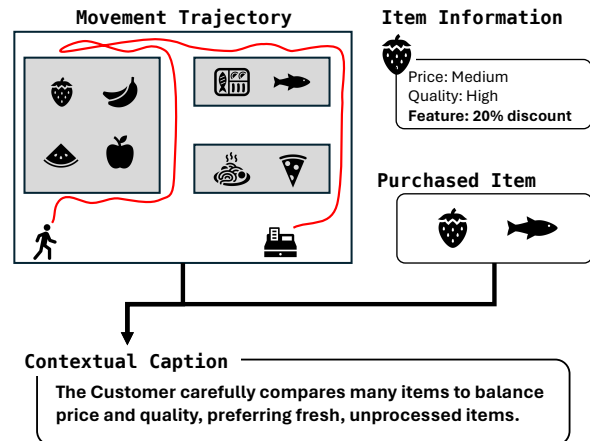 Movement Trajectory
Item Information
Price: Medium
Quality: High
Feature: 20% discount
Purchased Item
Contextual Caption
The Customer carefully compares many items to balance
price and quality, preferring fresh, unprocessed items.